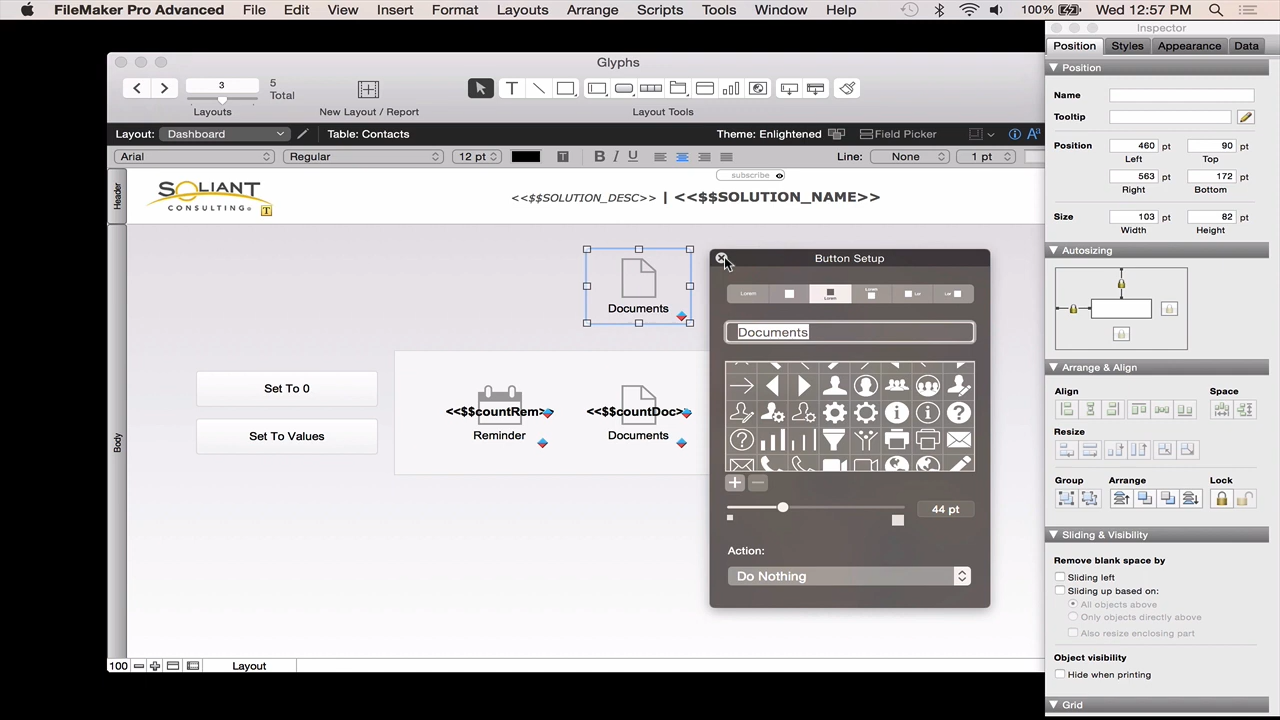 FileMaker Pro Advanced File Edit View Insert Format Layouts Arrange Scripts Tools Window Help 100% Wed 12:57 PM
Glyphs
3
5
Total
Layouts
New Layout / Report
Layout Tools
Layout: Dashboard
Table: Contacts
Theme: Enlightened
Field Picker
Arial
Regular
12 pt
B I U
Line: None
1 pt
subscribe
Header
SOLIANT
CONSULTING
T
<<$$SOLUTION_DESC>> | <<$$SOLUTION_NAME>>
Body
Documents
Set To 0
Set To Values
<<$$countRem>>
Reminder
<<$$countDoc>>
Documents
Button Setup
Lorem
Lorem
Lorem
Lor
Lor
Documents
44 pt
Action:
Do Nothing
100
Layout
Inspector
Position Styles Appearance Data
Position
Name
Tooltip
Position 460 pt 90 pt
Left Top
563 pt 172 pt
Right Bottom
Size 103 pt 82 pt
Width Height
Autosizing
Arrange & Align
Align Space
Resize
Group Arrange Lock
Sliding & Visibility
Remove blank space by
Sliding left
Sliding up based on:
All objects above
Only objects directly above
Also resize enclosing part
Object visibility
Hide when printing
Grid